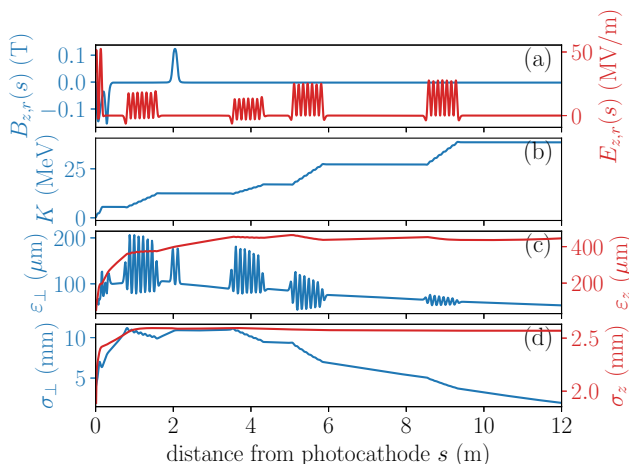 B_{z,r}(s) (T)
0.1
0.0
−0.1
(a)
50
0
E_{z,r}(s) (MV/m)
K (MeV)
25
0
(b)
ε_⊥ (μm)
200
100
(c)
400
200
ε_z (μm)
σ_⊥ (mm)
10
5
(d)
2.5
2.0
σ_z (mm)
0 2 4 6 8 10 12
distance from photocathode s (m)